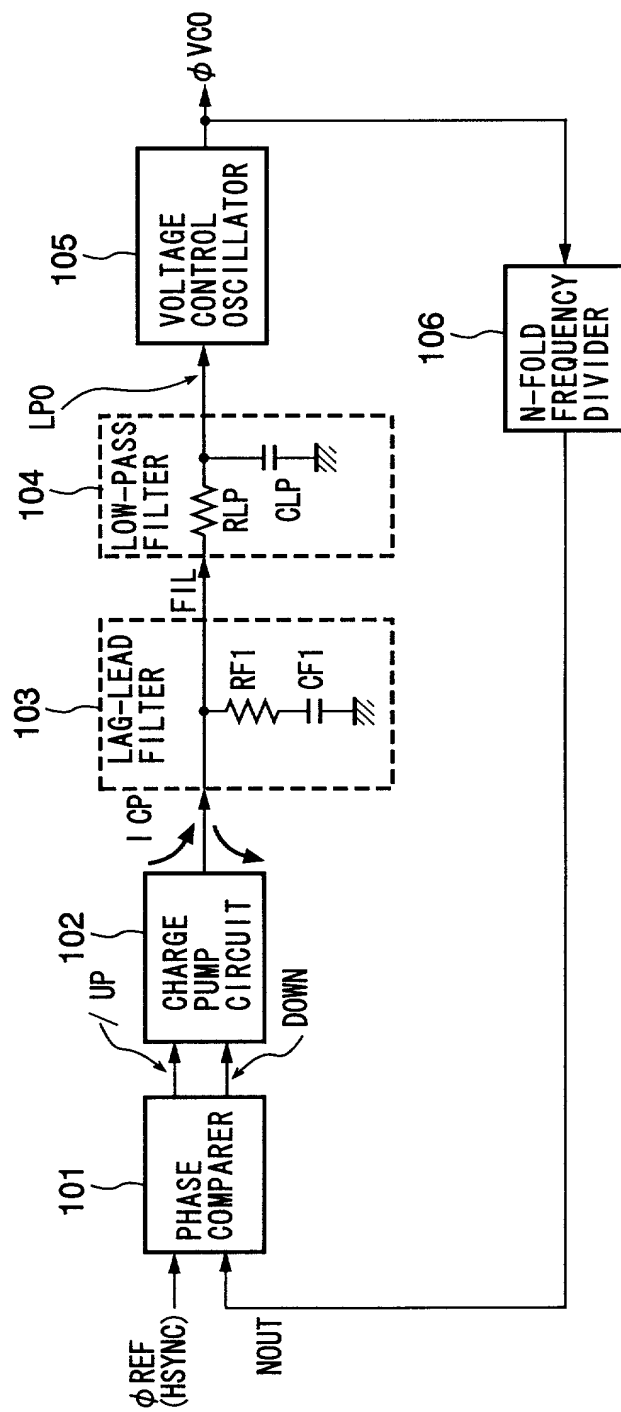 φREF
(HSYNC)
NOUT
101
PHASE
COMPARER
/UP
DOWN
102
CHARGE
PUMP
CIRCUIT
ICP
103
LAG-LEAD
FILTER
RF1
CF1
FIL
104
LOW-PASS
FILTER
RLP
CLP
LPO
105
VOLTAGE
CONTROL
OSCILLATOR
φVCO
106
N-FOLD
FREQUENCY
DIVIDER